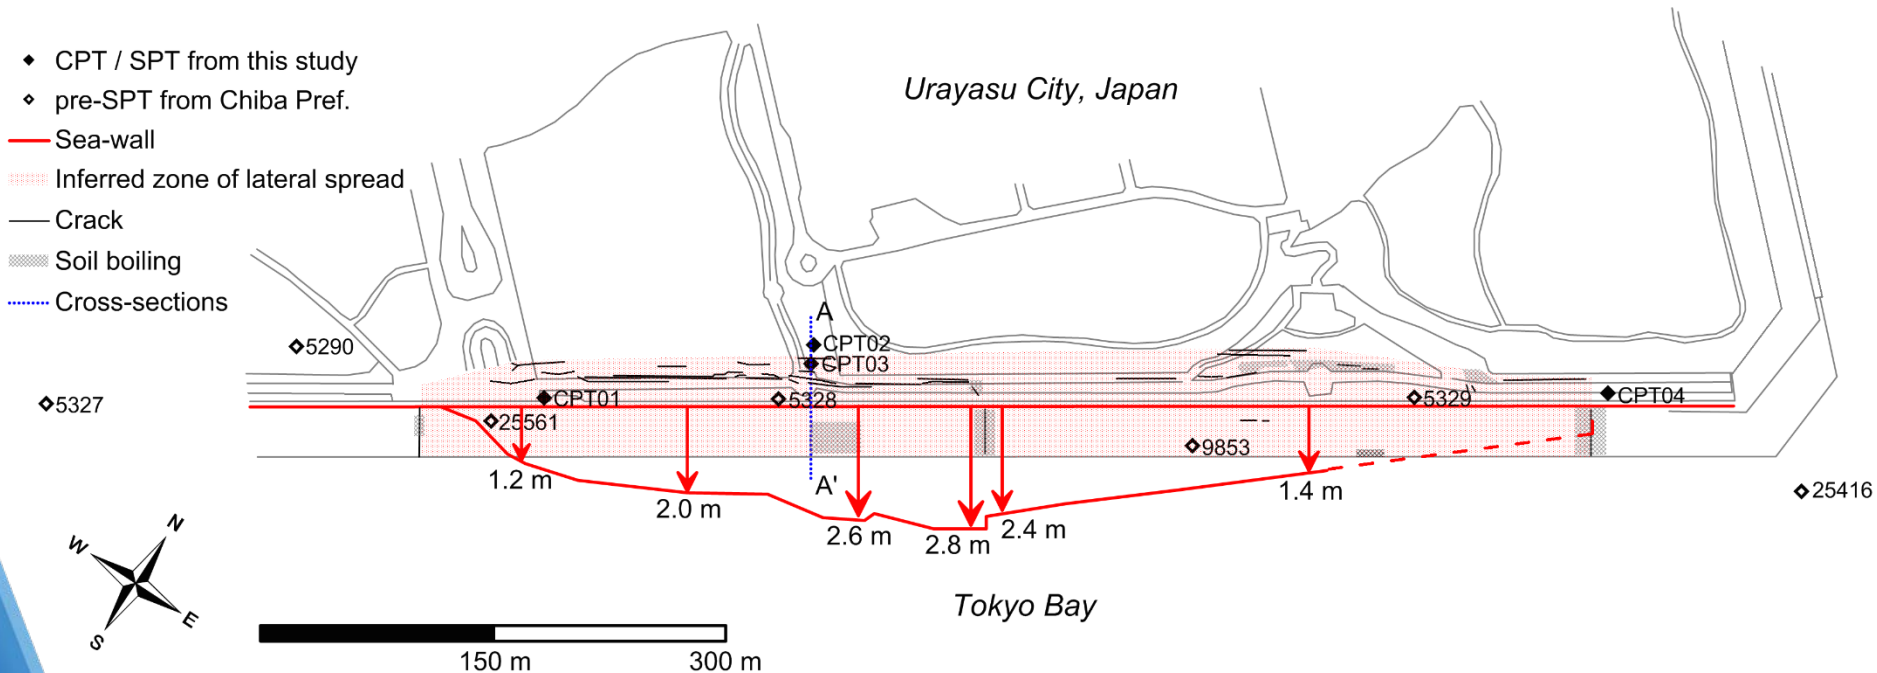 CPT / SPT from this study
pre-SPT from Chiba Pref.
Sea-wall
Inferred zone of lateral spread
Crack
Soil boiling
Cross-sections
Urayasu City, Japan
A
CPT02
CPT03
5290
5327
CPT01
5328
5329
CPT04
25561
9853
25416
A'
1.2 m
2.0 m
2.6 m
2.8 m
2.4 m
1.4 m
Tokyo Bay
N
W
E
S
150 m
300 m